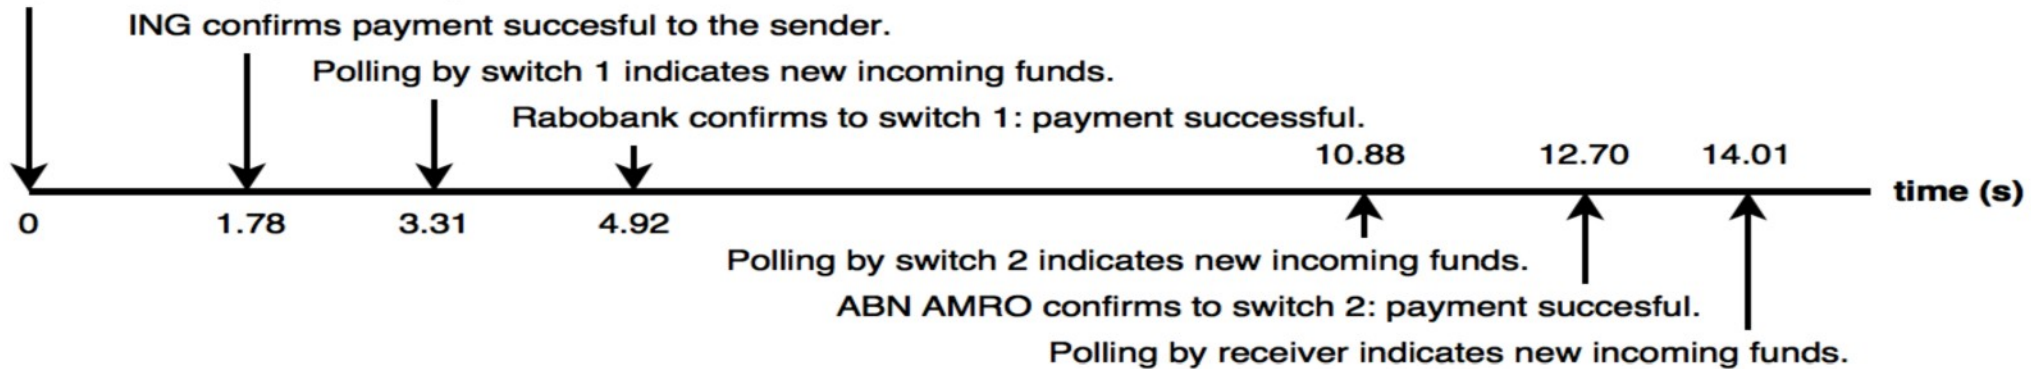 ING confirms payment succesful to the sender.
Polling by switch 1 indicates new incoming funds.
Rabobank confirms to switch 1: payment successful.
10.88 12.70 14.01
time (s)
0 1.78 3.31 4.92
Polling by switch 2 indicates new incoming funds.
ABN AMRO confirms to switch 2: payment succesful.
Polling by receiver indicates new incoming funds.